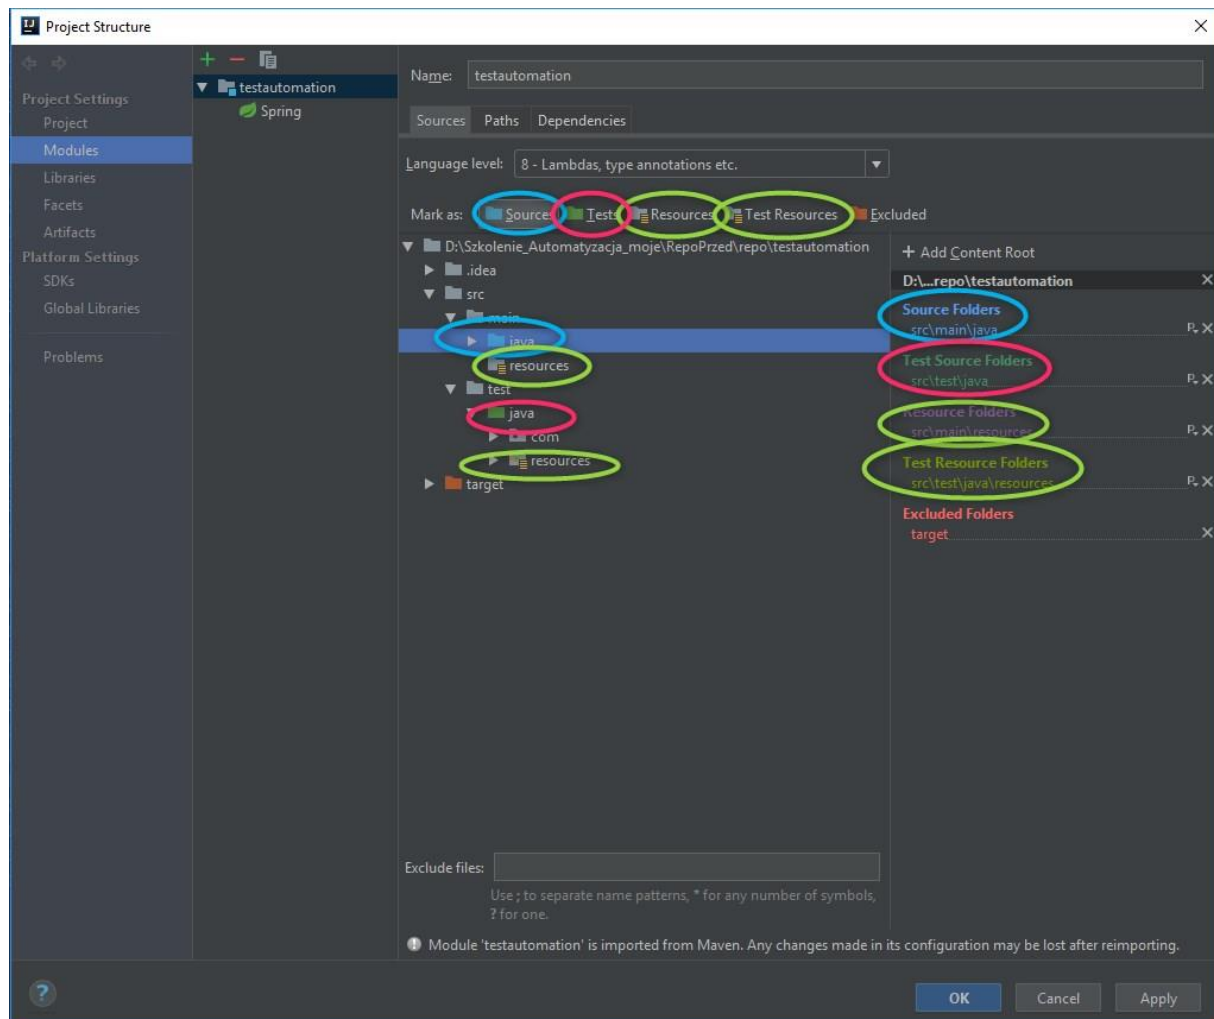 Project Structure
Project Settings
Project
Modules
Libraries
Facets
Artifacts
Platform Settings
SDKs
Global Libraries
Problems
testautomation
Spring
Name: testautomation
Sources Paths Dependencies
Language level: 8 - Lambdas, type annotations etc.
Mark as: Sources Tests Resources Test Resources Excluded
D:\Szkolenie_Automatyzacja_moje\RepoPrzed\repo\testautomation
.idea
src
main
java
resources
test
java
com
resources
target
+ Add Content Root
D:\...repo\testautomation
Source Folders
src\main\java
Test Source Folders
src\test\java
Resource Folders
src\main\resources
Test Resource Folders
src\test\java\resources
Excluded Folders
target
Exclude files:
Use ; to separate name patterns, * for any number of symbols,
? for one.
Module 'testautomation' is imported from Maven. Any changes made in its configuration may be lost after reimporting.
?
OK Cancel Apply